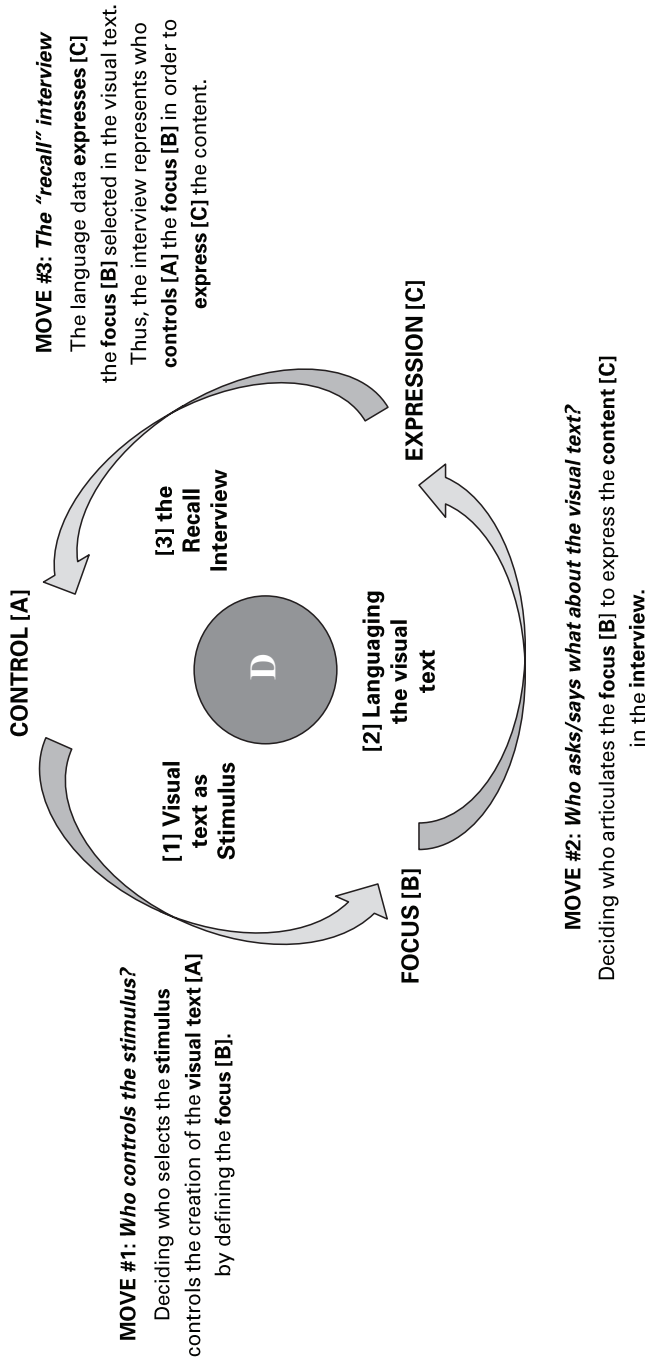 MOVE #1: Who controls the stimulus?
Deciding who selects the stimulus
controls the creation of the visual text [A]
by defining the focus [B].
CONTROL [A]
MOVE #3: The “recall” interview
The language data expresses [C]
the focus [B] selected in the visual text.
Thus, the interview represents who
controls [A] the focus [B] in order to
express [C] the content.
[1] Visual
text as
Stimulus
[3] the
Recall
Interview
D
[2] Languaging
the visual
text
FOCUS [B]
EXPRESSION [C]
MOVE #2: Who asks/says what about the visual text?
Deciding who articulates the focus [B] to express the content [C]
in the interview.